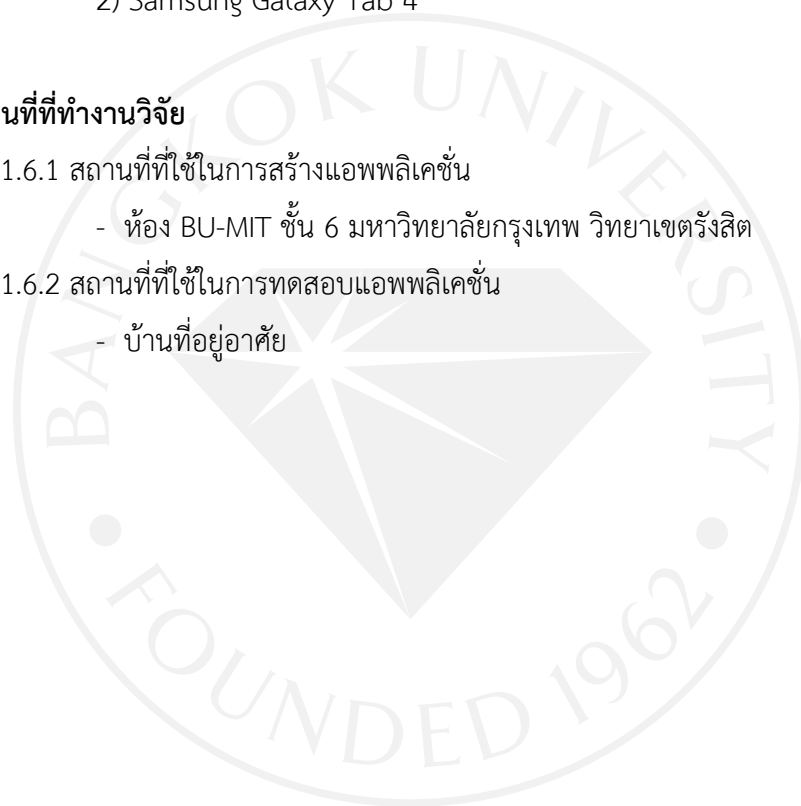 2) Samsung Galaxy Tab 4
นที่ที่ทำงานวิจัย
1.6.1 สถานที่ที่ใช้ในการสร้างแอพพลิเคชั่น
- ห้อง BU-MIT ชั้น 6 มหาวิทยาลัยกรุงเทพ วิทยาเขตรังสิต
1.6.2 สถานที่ที่ใช้ในการทดสอบแอพพลิเคชั่น
- บ้านที่อยู่อาศัย
BANGKOK UNIVERSITY
FOUNDED 1962